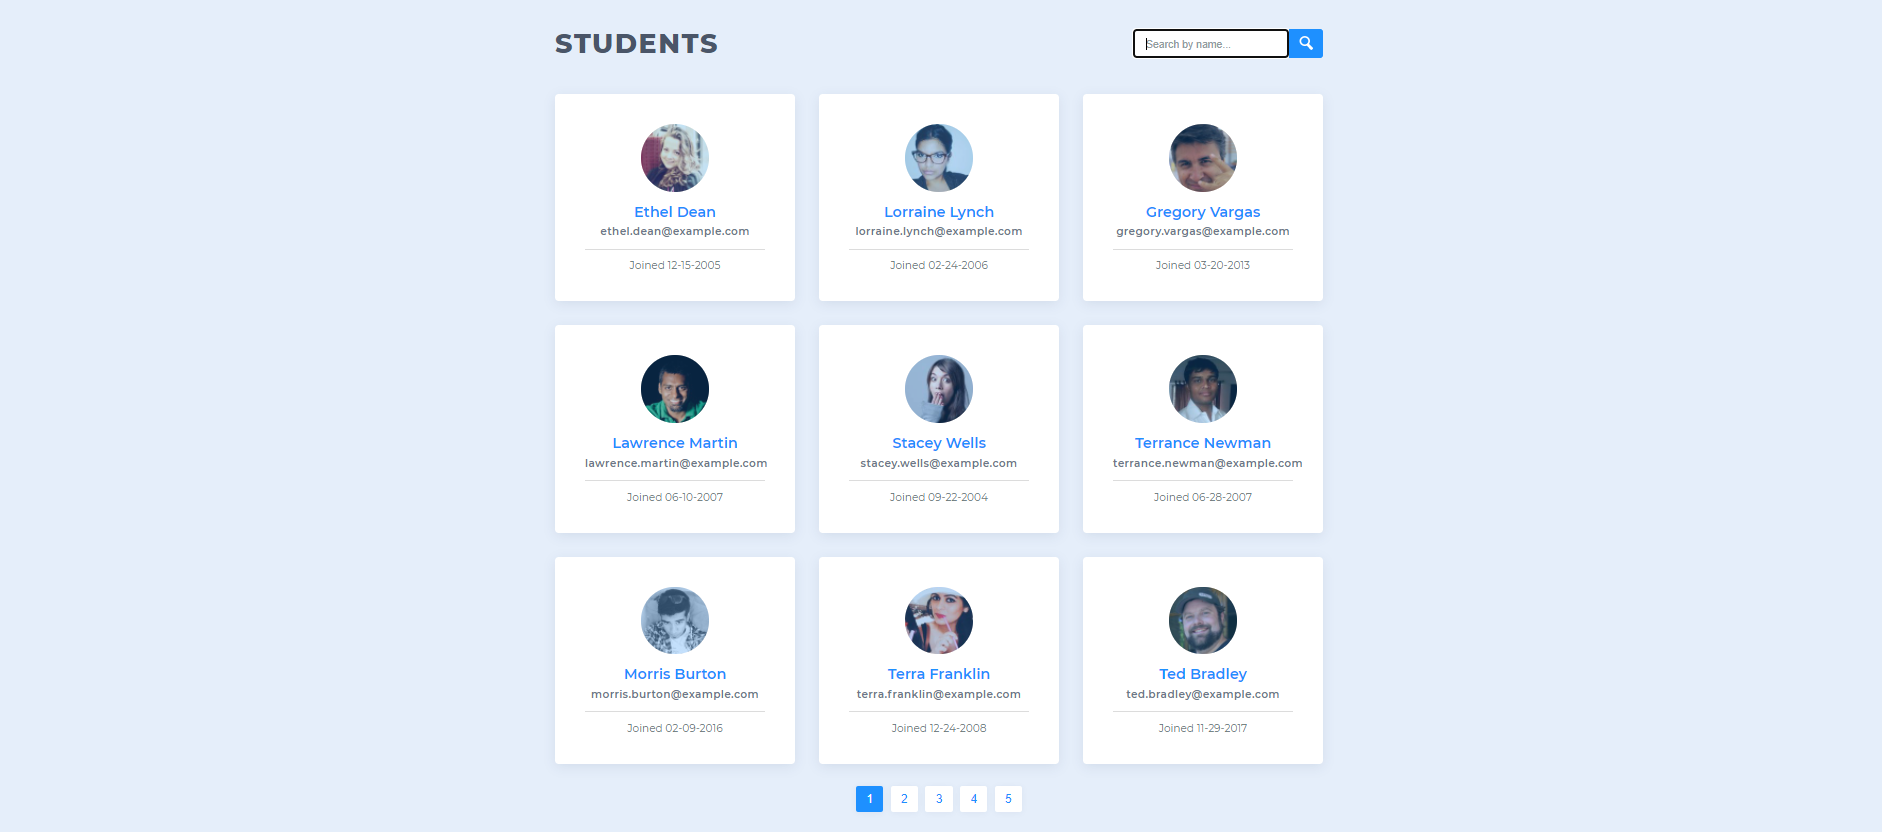 STUDENTS
Search by name...
Ethel Dean
ethel.dean@example.com
Joined 12-15-2005
Lorraine Lynch
lorraine.lynch@example.com
Joined 02-24-2006
Gregory Vargas
gregory.vargas@example.com
Joined 03-20-2013
Lawrence Martin
lawrence.martin@example.com
Joined 06-10-2007
Stacey Wells
stacey.wells@example.com
Joined 09-22-2004
Terrance Newman
terrance.newman@example.com
Joined 06-28-2007
Morris Burton
morris.burton@example.com
Joined 02-09-2016
Terra Franklin
terra.franklin@example.com
Joined 12-24-2008
Ted Bradley
ted.bradley@example.com
Joined 11-29-2017
1 2 3 4 5